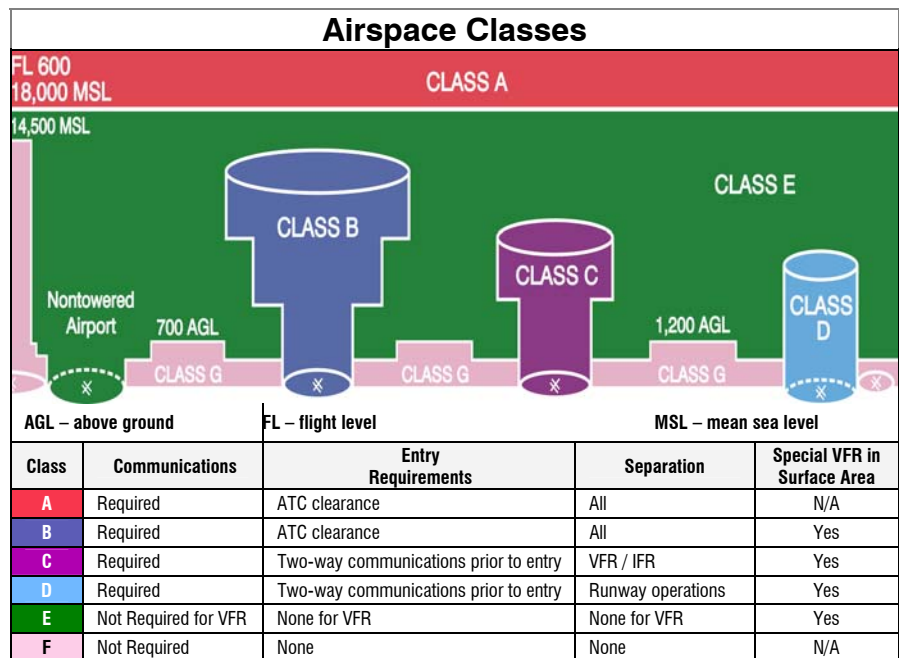 Airspace Classes
FL 600
18,000 MSL
CLASS A
14,500 MSL
CLASS E
CLASS B
CLASS C
Nontowered
Airport
700 AGL
1,200 AGL
CLASS
D
CLASS G
CLASS G
CLASS G
AGL – above ground FL – flight level MSL – mean sea level
Class Communications Entry Requirements Separation Special VFR in Surface Area
A Required ATC clearance All N/A
B Required ATC clearance All Yes
C Required Two-way communications prior to entry VFR / IFR Yes
D Required Two-way communications prior to entry Runway operations Yes
E Not Required for VFR None for VFR None for VFR Yes
F Not Required None None N/A